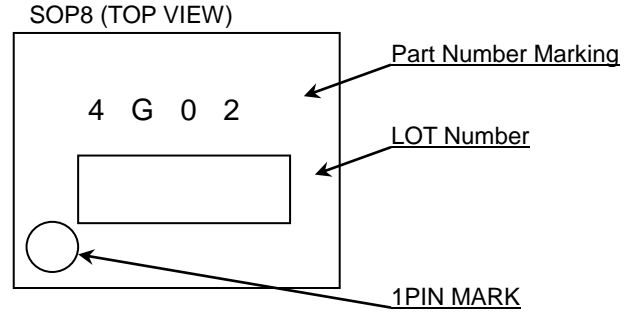 SOP8 (TOP VIEW)
Part Number Marking
4 G 0 2
LOT Number
1PIN MARK